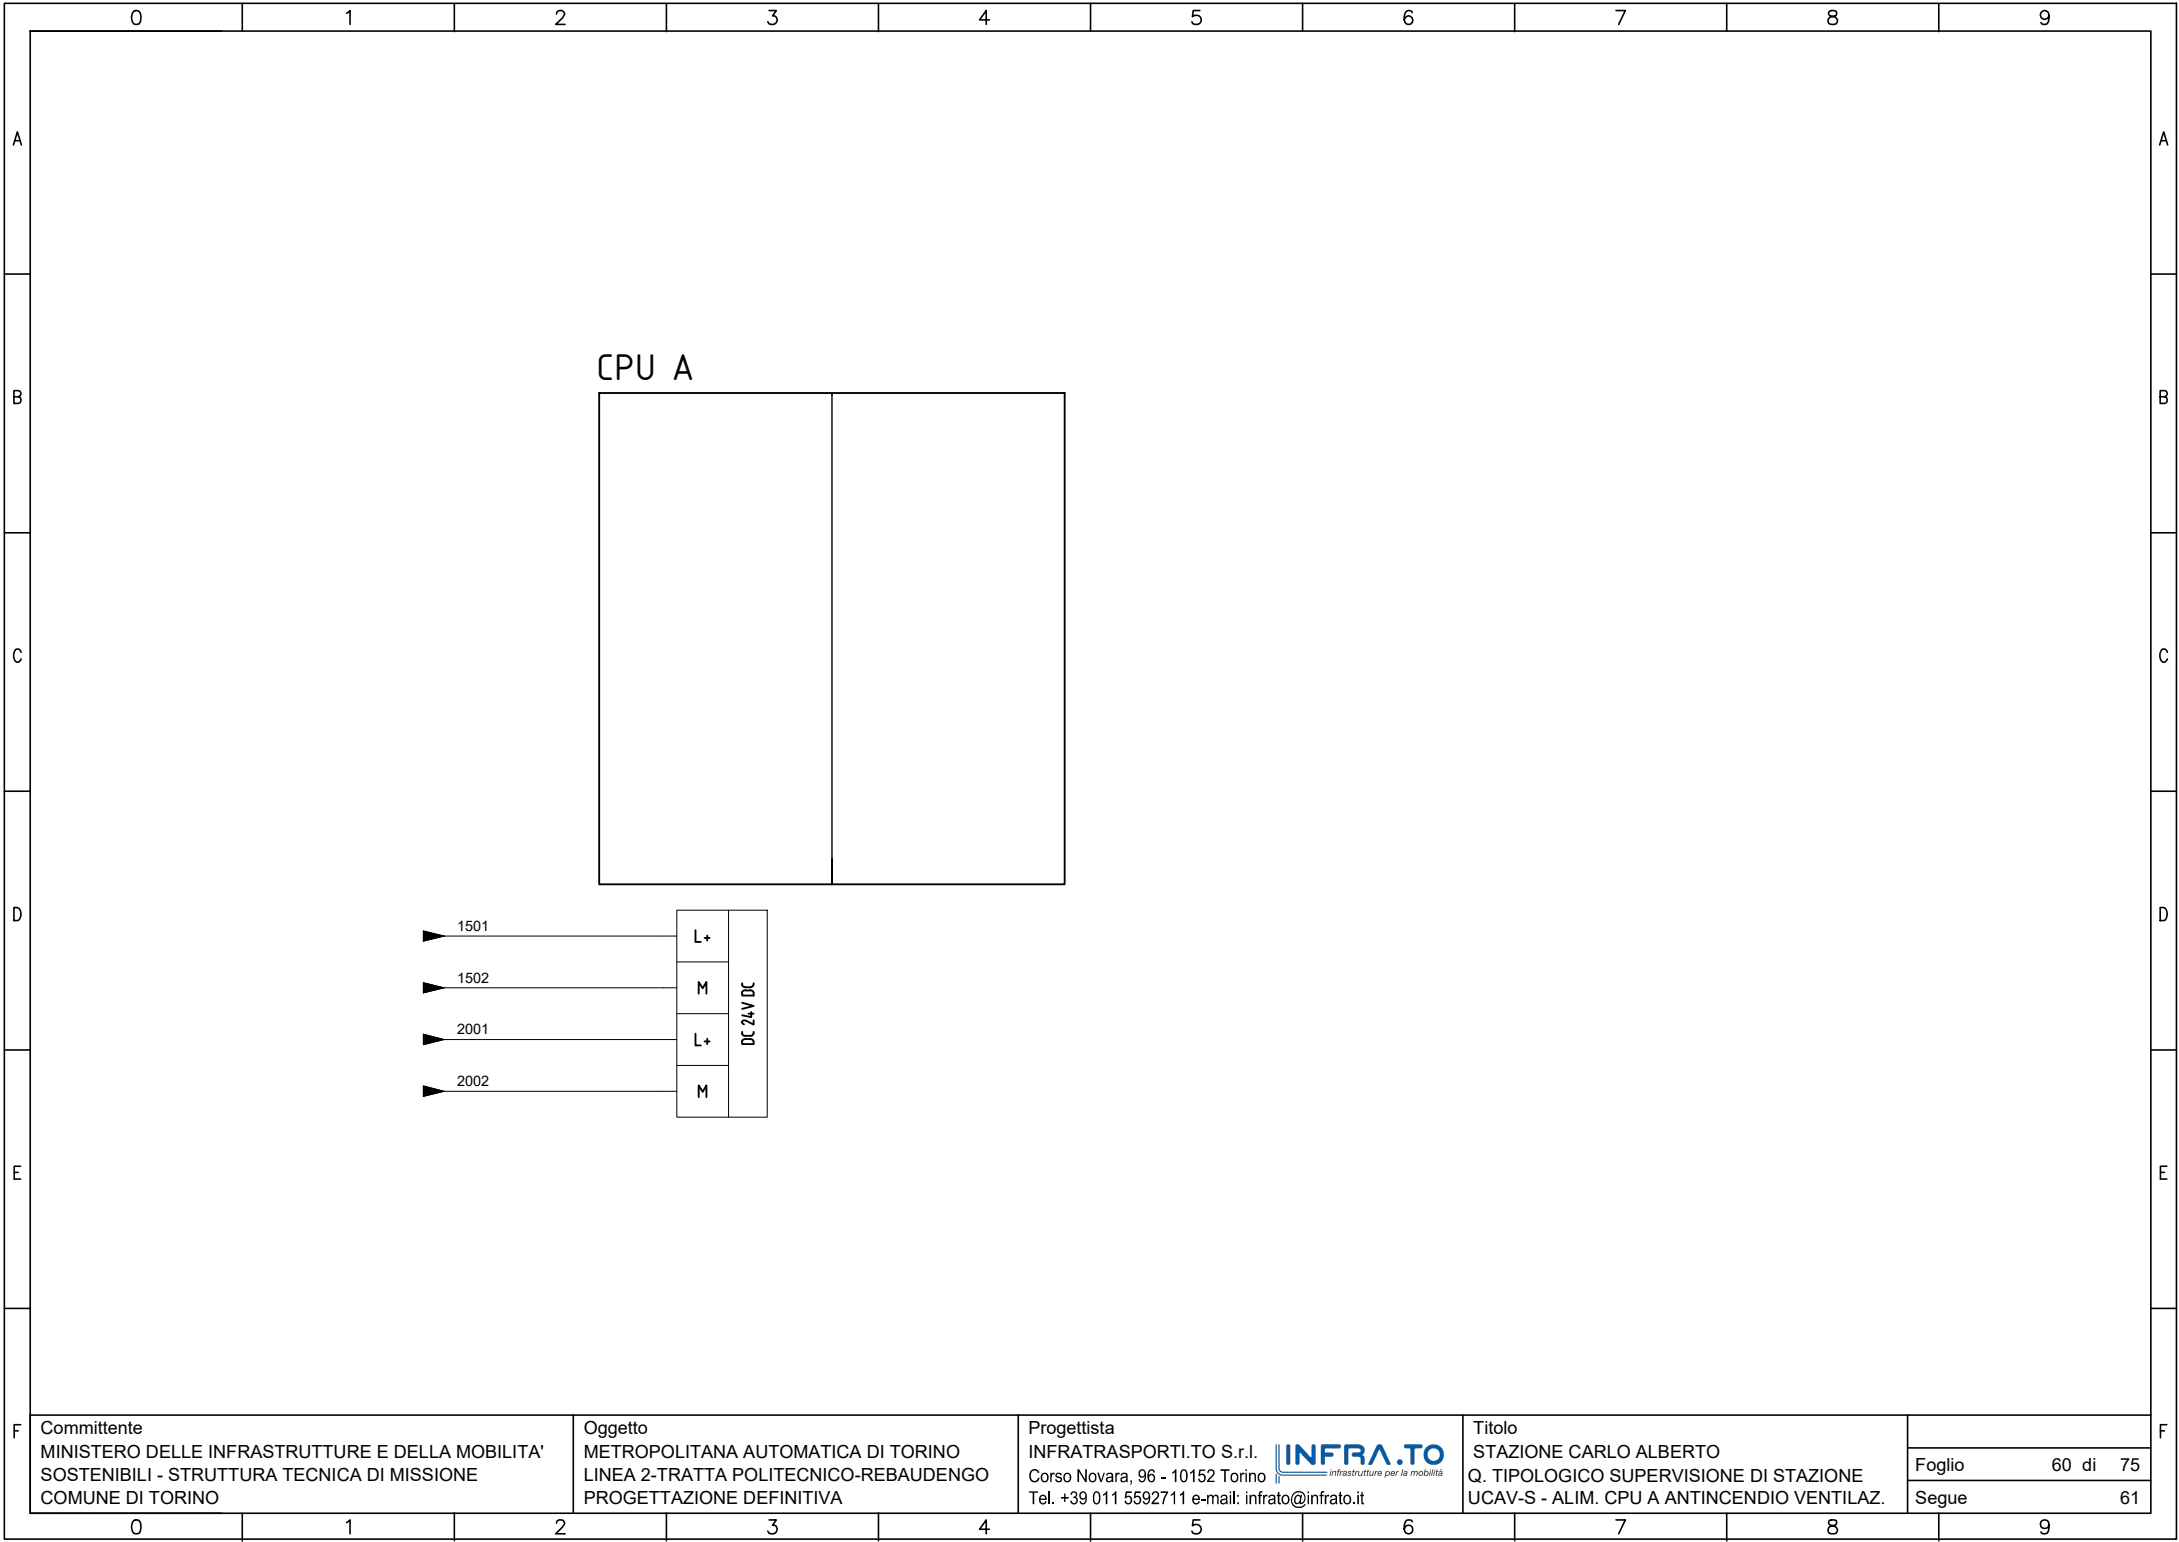 0 1 2 3 4 5 6 7 8 9
A A
CPU A
B B
C C
D D
1501 L+
1502 M
2001 L+
2002 M
DC 24V DC
E E
F F
Committente
MINISTERO DELLE INFRASTRUTTURE E DELLA MOBILITA'
SOSTENIBILI - STRUTTURA TECNICA DI MISSIONE
COMUNE DI TORINO
Oggetto
METROPOLITANA AUTOMATICA DI TORINO
LINEA 2-TRATTA POLITECNICO-REBAUDENGO
PROGETTAZIONE DEFINITIVA
Progettista
INFRATRASPORTI.TO S.r.l.
Corso Novara, 96 - 10152 Torino
Tel. +39 011 5592711 e-mail: infrato@infrato.it
INFRA.TO
infrastrutture per la mobilità
Titolo
STAZIONE CARLO ALBERTO
Q. TIPOLOGICO SUPERVISIONE DI STAZIONE
UCAV-S - ALIM. CPU A ANTINCENDIO VENTILAZ.
Foglio 60 di 75
Segue 61
0 1 2 3 4 5 6 7 8 9